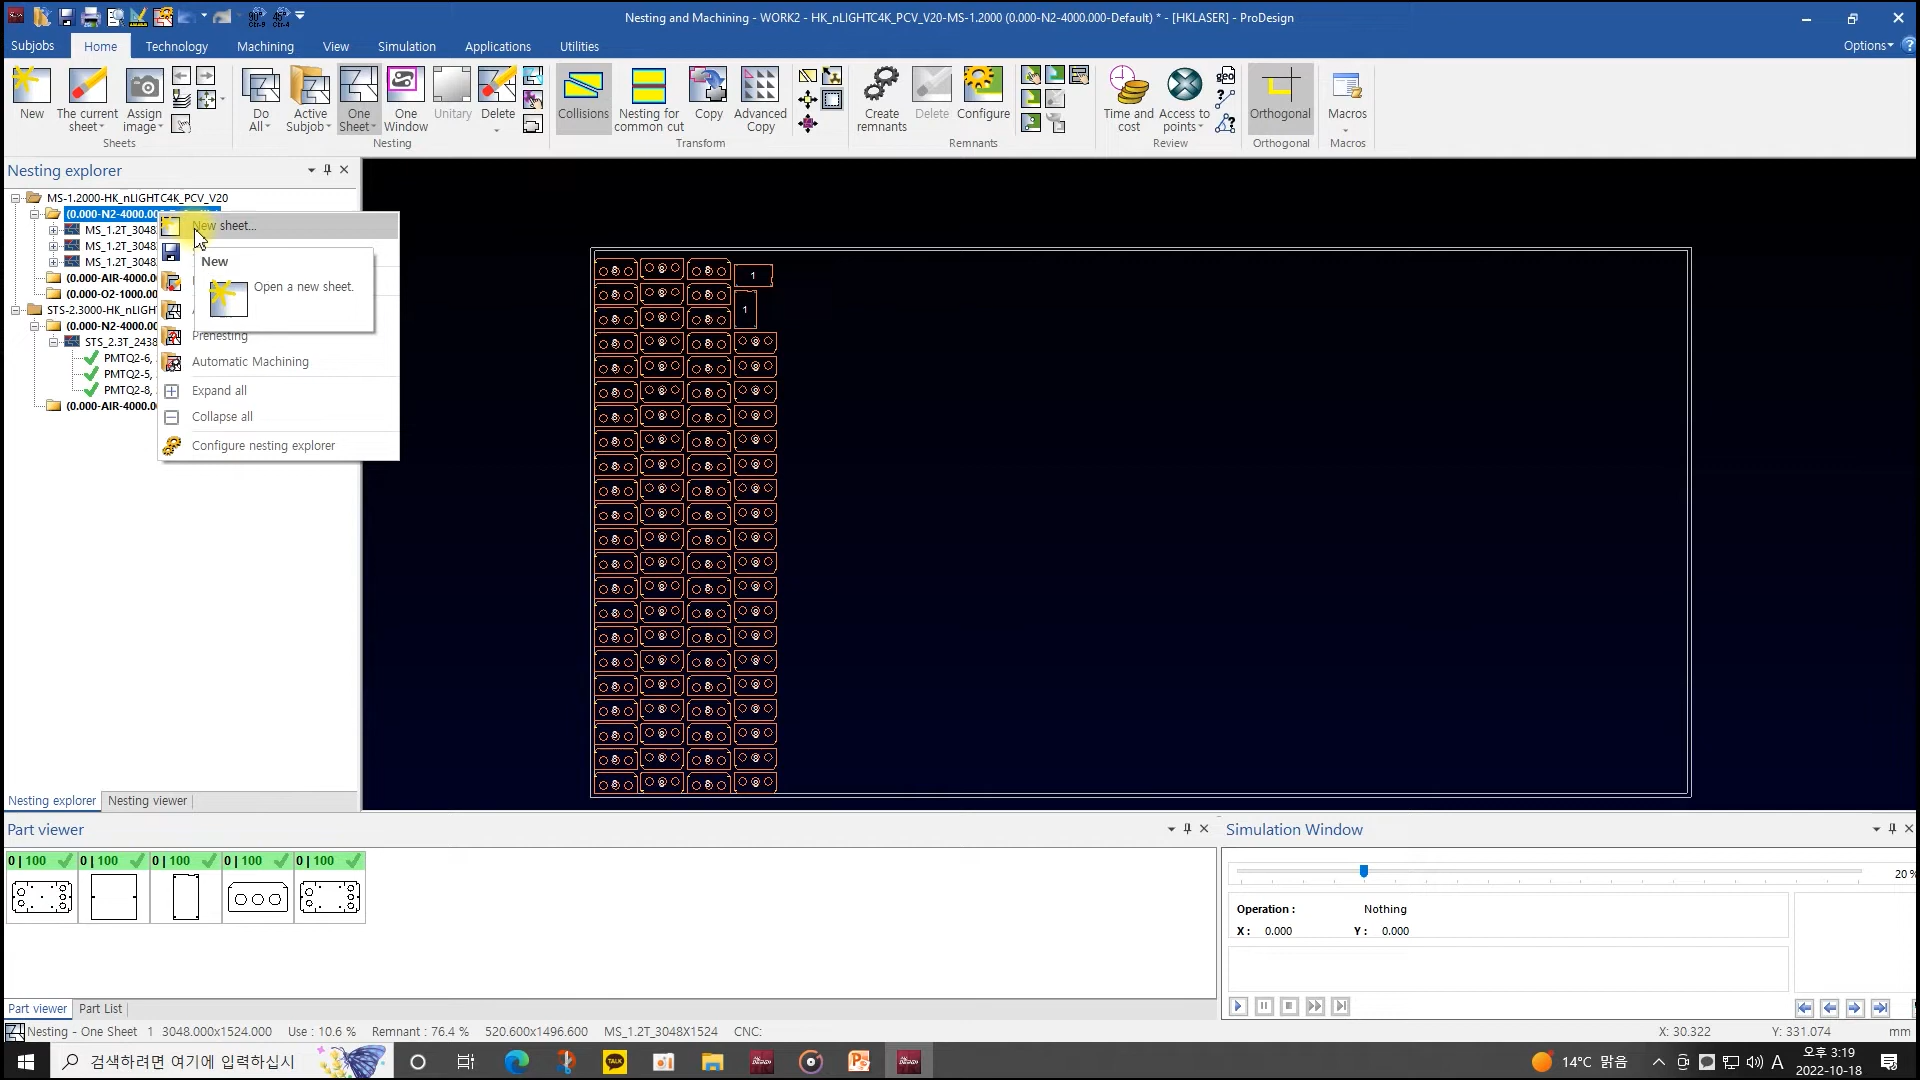 Nesting and Machining - WORK2 - HK_nLIGHTC4K_PCV_V20-MS-1.2000 (0.000-N2-4000.000-Default) * - [HKLASER] - ProDesign
Subjobs Home Technology Machining View Simulation Applications Utilities Options
New The current sheet Assign image
Sheets
Do All Active Subjob One Sheet One Window Unitary Delete
Nesting
Collisions Nesting for common cut Copy Advanced Copy
Transform
Create remnants Delete Configure
Remnants
Time and cost Access to points
Review
Orthogonal
Orthogonal
Macros
Macros
Nesting explorer
MS-1.2000-HK_nLIGHTC4K_PCV_V20
(0.000-N2-4000.00
MS_1.2T_3048
MS_1.2T_3048
MS_1.2T_3048
(0.000-AIR-4000.0
(0.000-O2-1000.00
STS-2.3000-HK_nLIGH
(0.000-N2-4000.00
STS_2.3T_2438
PMTQ2-6,
PMTQ2-5,
PMTQ2-8,
(0.000-AIR-4000.0
New sheet...
New
Open a new sheet.
Prenesting
Automatic Machining
Expand all
Collapse all
Configure nesting explorer
1
1
Nesting explorer Nesting viewer
Part viewer
0 | 100 0 | 100 0 | 100 0 | 100 0 | 100
Part viewer Part List
Simulation Window
20 %
Operation : Nothing
X : 0.000 Y : 0.000
Nesting - One Sheet 1 3048.000x1524.000 Use : 10.6 % Remnant : 76.4 % 520.600x1496.600 MS_1.2T_3048X1524 CNC: X: 30.322 Y: 331.074 mm
검색하려면 여기에 입력하십시
TALK
14°C 맑음
A
오후 3:19
2022-10-18